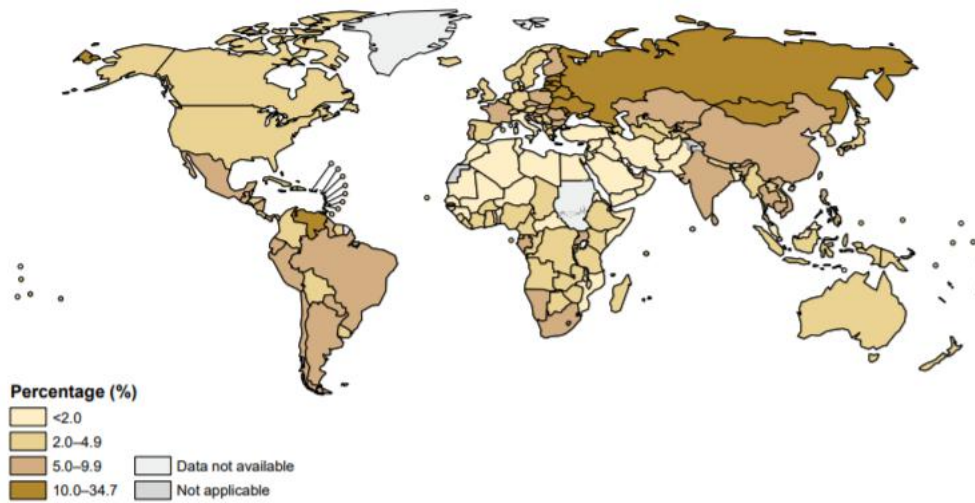 Percentage (%)
<2.0
2.0–4.9
5.0–9.9
10.0–34.7
Data not available
Not applicable